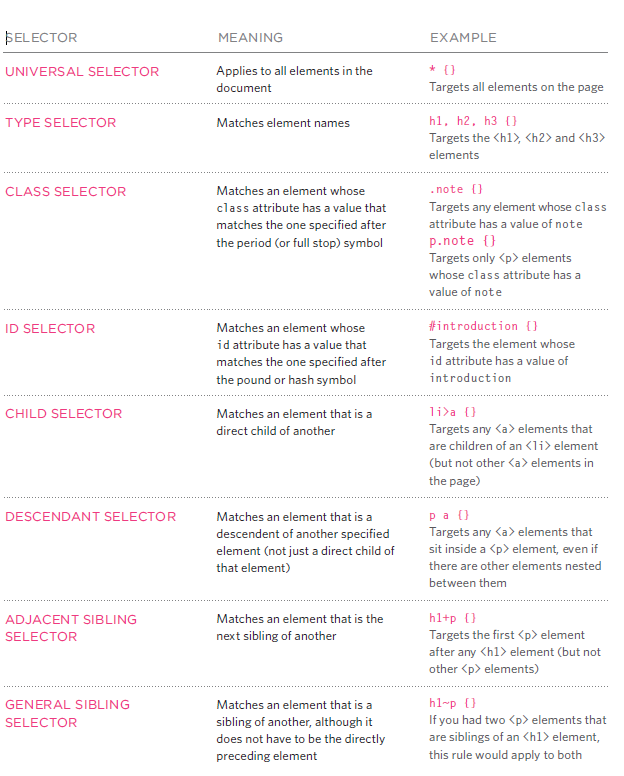 SELECTOR MEANING EXAMPLE
UNIVERSAL SELECTOR
Applies to all elements in the
document
* {}
Targets all elements on the page
TYPE SELECTOR
Matches element names
h1, h2, h3 {}
Targets the <h1>, <h2> and <h3>
elements
CLASS SELECTOR
Matches an element whose
class attribute has a value that
matches the one specified after
the period (or full stop) symbol
.note {}
Targets any element whose class
attribute has a value of note
p.note {}
Targets only <p> elements
whose class attribute has a
value of note
ID SELECTOR
Matches an element whose
id attribute has a value that
matches the one specified after
the pound or hash symbol
#introduction {}
Targets the element whose
id attribute has a value of
introduction
CHILD SELECTOR
Matches an element that is a
direct child of another
li>a {}
Targets any <a> elements that
are children of an <li> element
(but not other <a> elements in
the page)
DESCENDANT SELECTOR
Matches an element that is a
descendent of another specified
element (not just a direct child of
that element)
p a {}
Targets any <a> elements that
sit inside a <p> element, even if
there are other elements nested
between them
ADJACENT SIBLING
SELECTOR
Matches an element that is the
next sibling of another
h1+p {}
Targets the first <p> element
after any <h1> element (but not
other <p> elements)
GENERAL SIBLING
SELECTOR
Matches an element that is a
sibling of another, although it
does not have to be the directly
preceding element
h1~p {}
If you had two <p> elements that
are siblings of an <h1> element,
this rule would apply to both